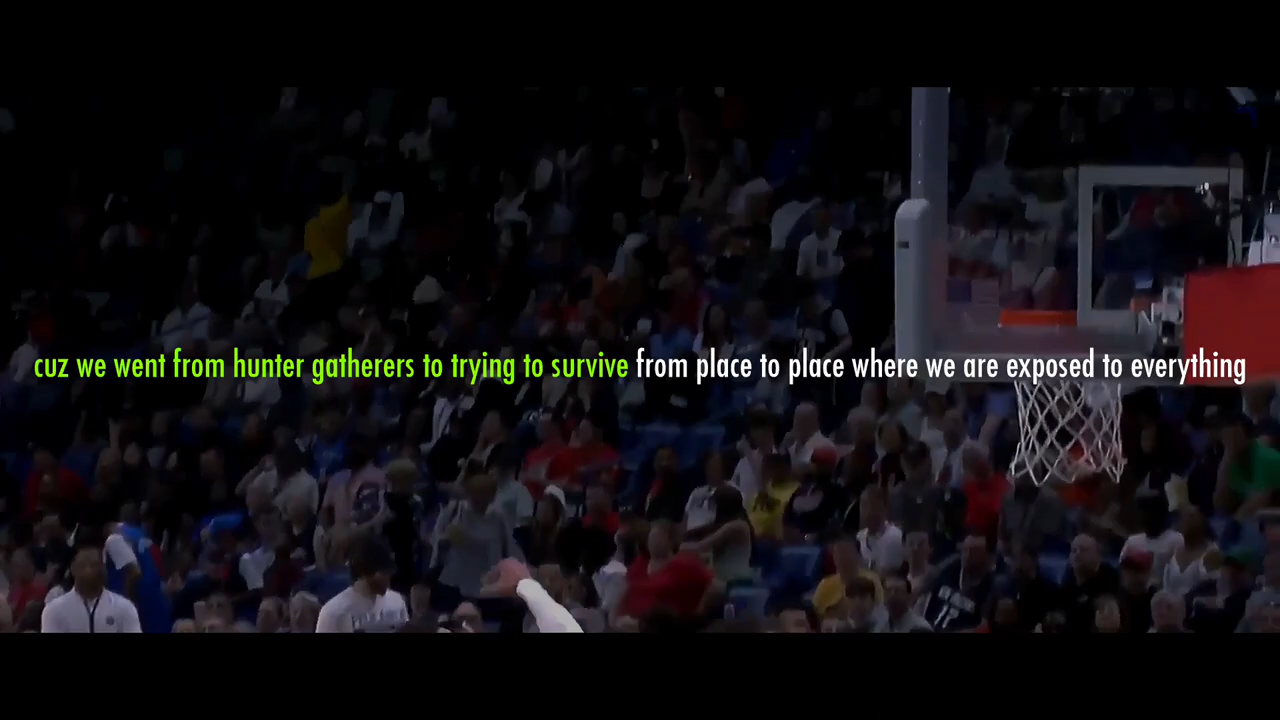 cuz we went from hunter gatherers to trying to survive from place to place where we are exposed to everything